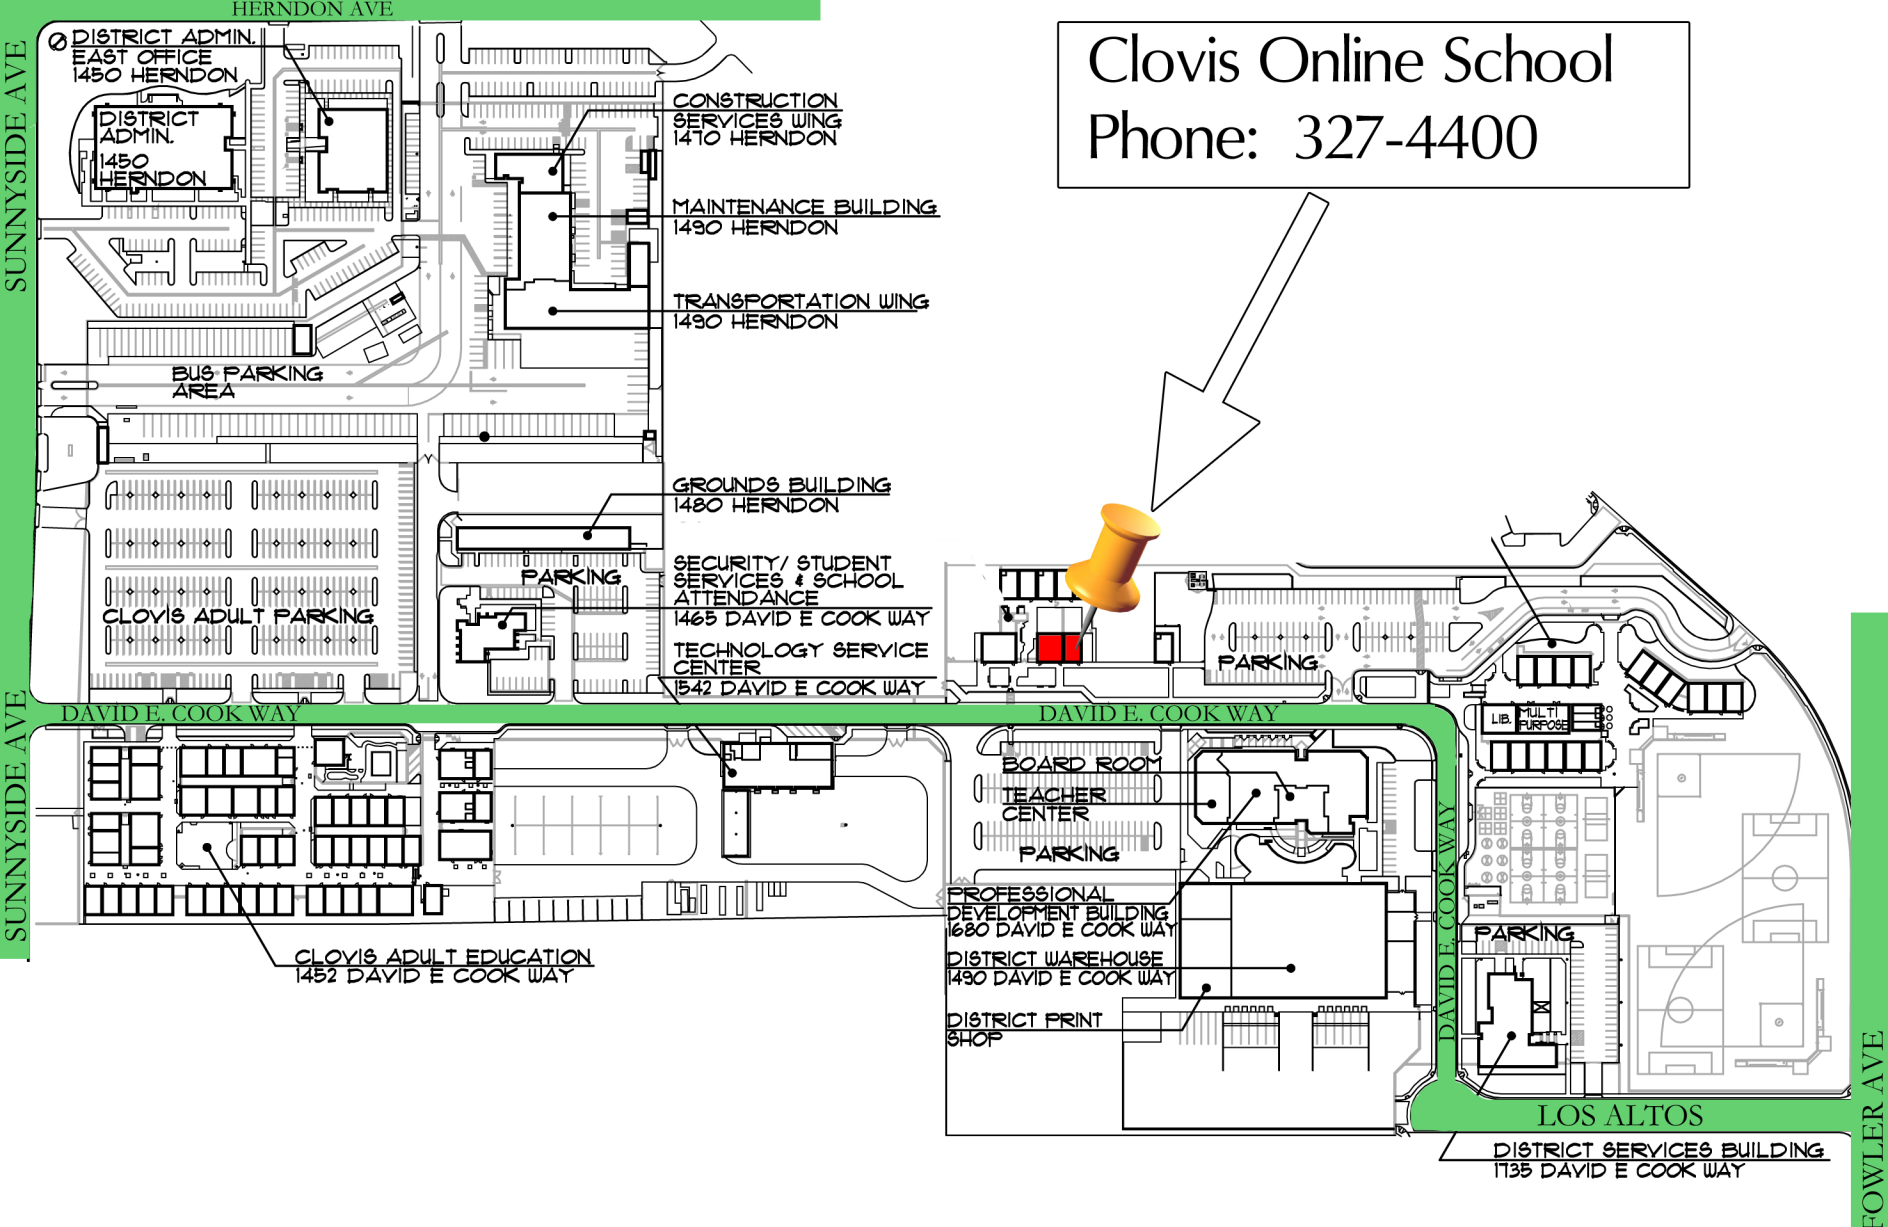 HERNDON AVE
DISTRICT ADMIN.
EAST OFFICE
1450 HERNDON
DISTRICT
ADMIN.
1450
HERNDON
SUNNYSIDE AVE
Clovis Online School
Phone: 327-4400
CONSTRUCTION
SERVICES WING
1470 HERNDON
MAINTENANCE BUILDING
1490 HERNDON
TRANSPORTATION WING
1490 HERNDON
BUS PARKING
AREA
GROUNDS BUILDING
1480 HERNDON
PARKING
SECURITY/ STUDENT
SERVICES & SCHOOL
ATTENDANCE
1465 DAVID E COOK WAY
CLOVIS ADULT PARKING
TECHNOLOGY SERVICE
CENTER
1542 DAVID E COOK WAY
PARKING
SUNNYSIDE AVE
DAVID E. COOK WAY
DAVID E. COOK WAY
LIB.
MULTI
PURPOSE
BOARD ROOM
TEACHER
CENTER
PARKING
PROFESSIONAL
DEVELOPMENT BUILDING
1680 DAVID E COOK WAY
DISTRICT WAREHOUSE
1490 DAVID E COOK WAY
DISTRICT PRINT
SHOP
DAVID E. COOK WAY
PARKING
CLOVIS ADULT EDUCATION
1452 DAVID E COOK WAY
LOS ALTOS
DISTRICT SERVICES BUILDING
1735 DAVID E COOK WAY
FOWLER AVE